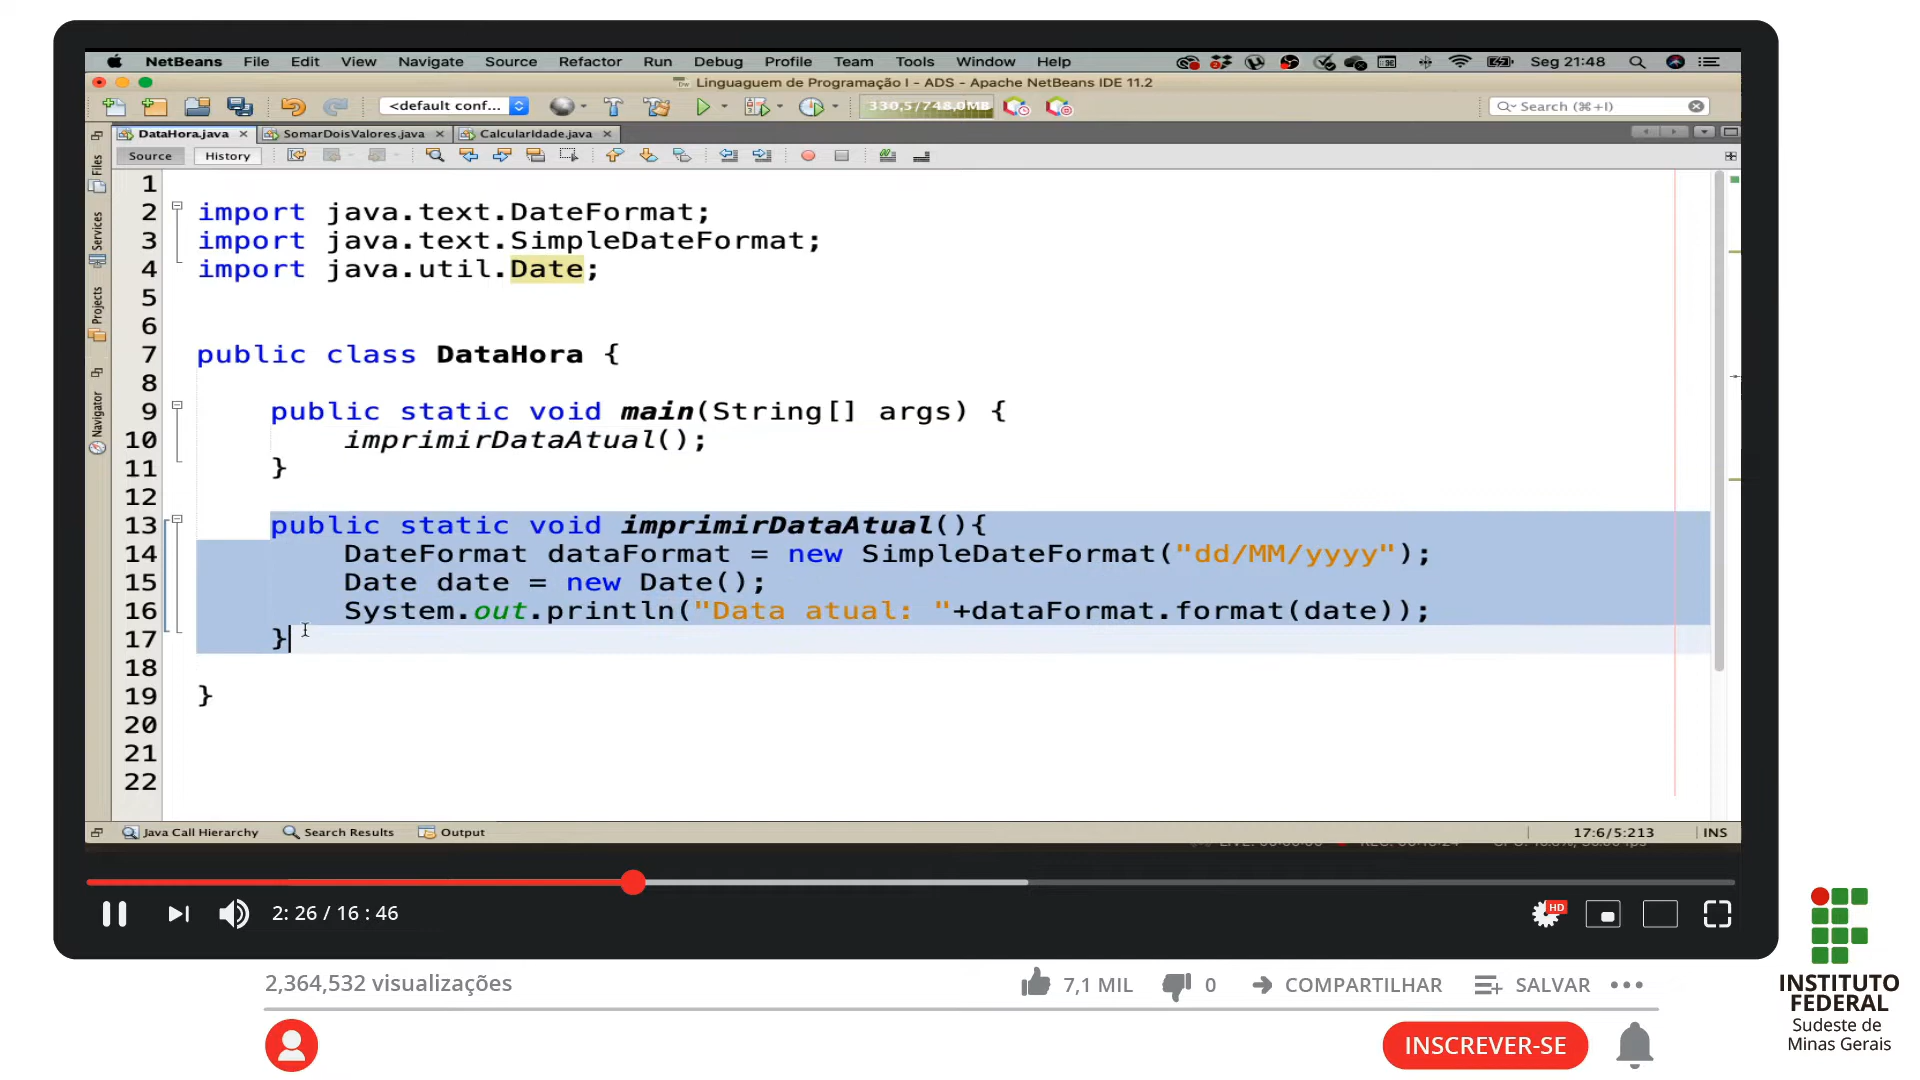 NetBeans File Edit View Navigate Source Refactor Run Debug Profile Team Tools Window Help Seg 21:48
Linguaguem de Programação I - ADS - Apache NetBeans IDE 11.2
<default conf... 330,5/748,0MB Search (⌘+I)
DataHora.java SomarDoisValores.java CalcularIdade.java
Source History
Files
Services
Projects
Navigator
1
2 import java.text.DateFormat;
3 import java.text.SimpleDateFormat;
4 import java.util.Date;
5
6
7 public class DataHora {
8
9 public static void main(String[] args) {
10 imprimirDataAtual();
11 }
12
13 public static void imprimirDataAtual(){
14 DateFormat dataFormat = new SimpleDateFormat("dd/MM/yyyy");
15 Date date = new Date();
16 System.out.println("Data atual: "+dataFormat.format(date));
17 }
18
19 }
20
21
22
Java Call Hierarchy Search Results Output 17:6/5:213 INS
2:26 / 16:46 HD
2,364,532 visualizações 7,1 MIL 0 COMPARTILHAR SALVAR
INSCREVER-SE
INSTITUTO
FEDERAL
Sudeste de
Minas Gerais